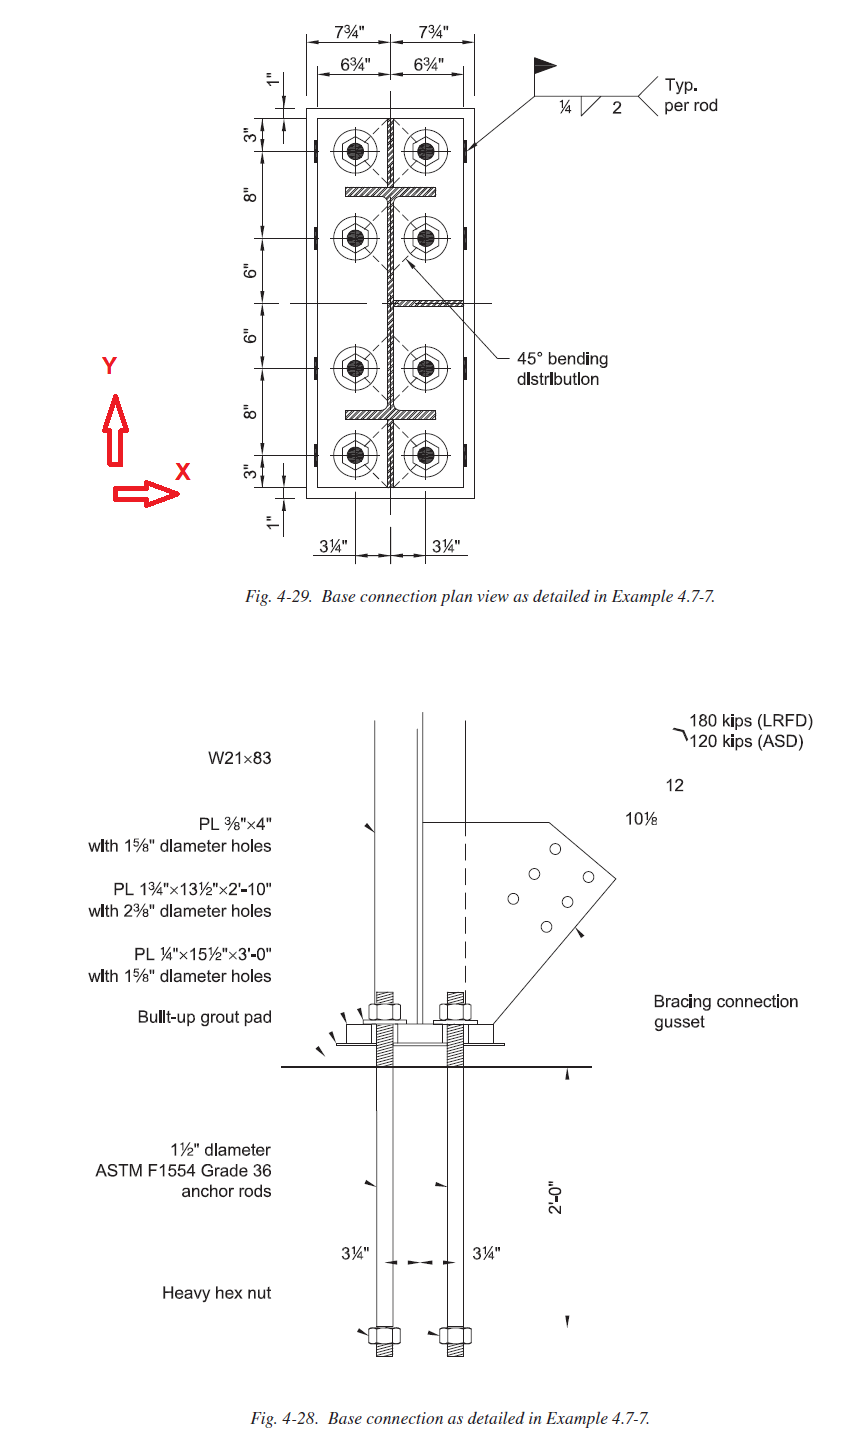 7¾" 7¾"
6¾" 6¾"
1"
3"
8"
6"
6"
8"
3"
1"
¼ 2
Typ.
per rod
45° bending
distribution
Y
X
3¼" 3¼"
Fig. 4-29. Base connection plan view as detailed in Example 4.7-7.
180 kips (LRFD)
120 kips (ASD)
W21×83
12
10⅛
PL ⅜"×4"
with 1⅝" diameter holes
PL 1¾"×13½"×2'-10"
with 2⅜" diameter holes
PL ¼"×15½"×3'-0"
with 1⅝" diameter holes
Built-up grout pad
Bracing connection
gusset
1½" diameter
ASTM F1554 Grade 36
anchor rods
2'-0"
3¼" 3¼"
Heavy hex nut
Fig. 4-28. Base connection as detailed in Example 4.7-7.